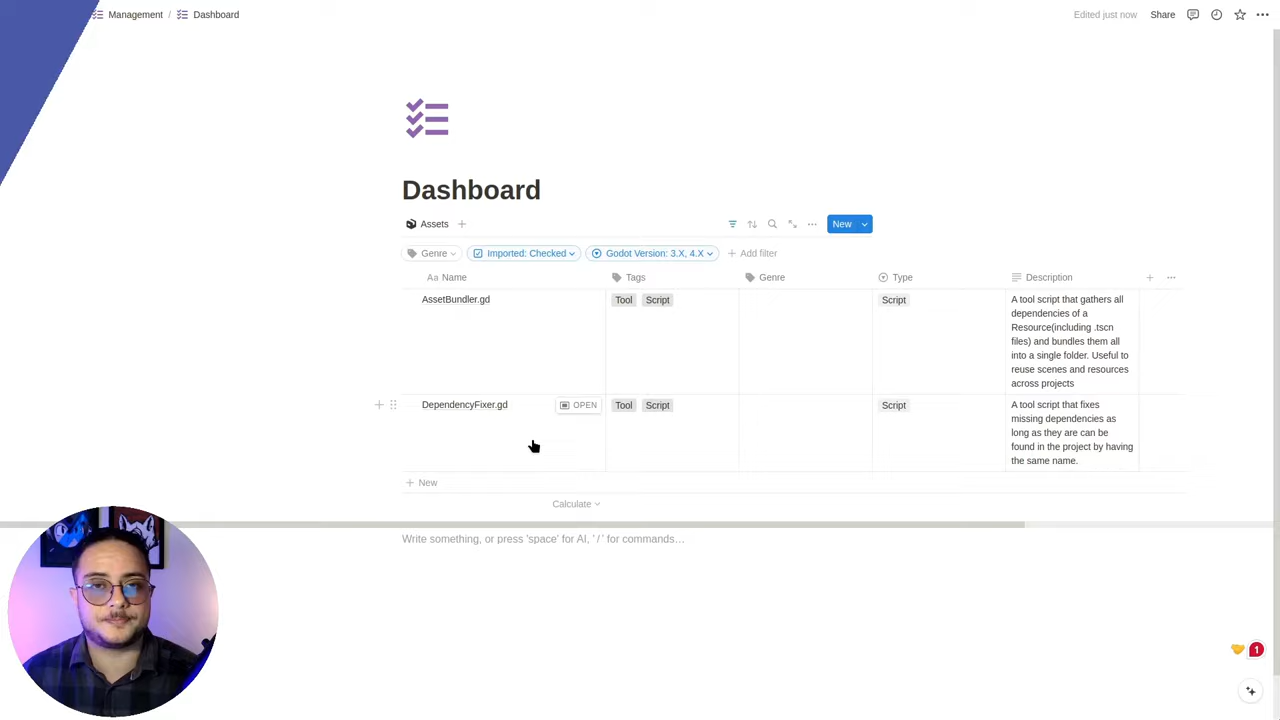 Management / Dashboard
Edited just now Share
Dashboard
Assets
New
Genre Imported: Checked Godot Version: 3.X, 4.X Add filter
Aa Name Tags Genre Type Description
AssetBundler.gd Tool Script Script A tool script that gathers all
dependencies of a
Resource(including .tscn
files) and bundles them all
into a single folder. Useful to
reuse scenes and resources
across projects
DependencyFixer.gd OPEN Tool Script Script A tool script that fixes
missing dependencies as
long as they are can be
found in the project by having
the same name.
New
Calculate
Write something, or press 'space' for AI, '/' for commands…
1